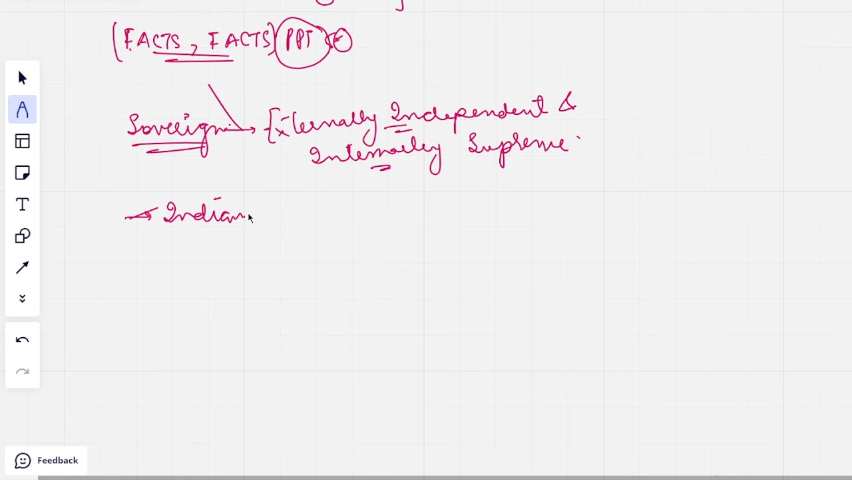 (FACTS, FACTS) PPT
Sovereign → [Externally Independent &
Internally Supreme.
→ Indian
Feedback